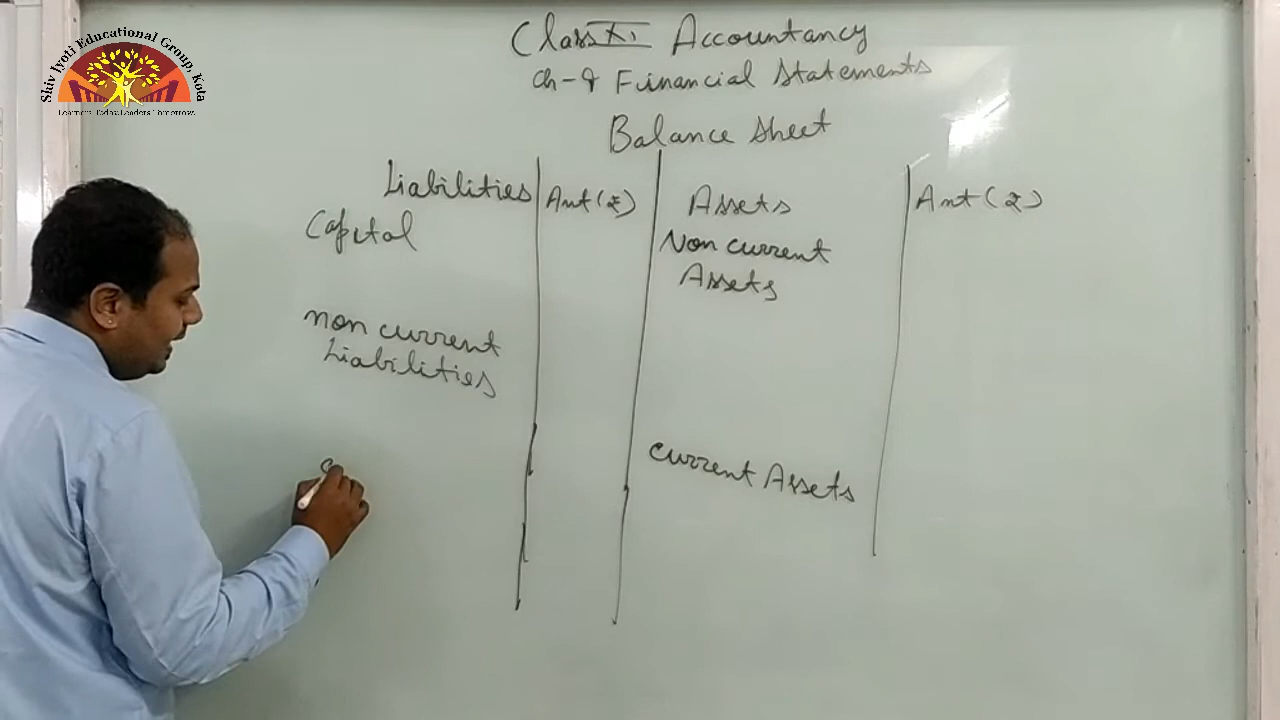 Shiv Jyoti Educational Group, Kota
Class XI Accountancy
Ch-8 Financial Statements
Balance Sheet
Liabilities Amt (₹) Assets Amt (₹)
Capital
Non current
Assets
non current
Liabilities
Current Assets